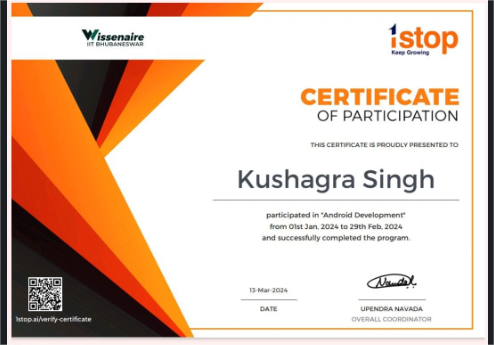 Wissenaire
IIT BHUBANESWAR
1stop
Keep Growing
CERTIFICATE
OF PARTICIPATION
THIS CERTIFICATE IS PROUDLY PRESENTED TO
Kushagra Singh
participated in "Android Development"
from 01st Jan, 2024 to 29th Feb, 2024
and successfully completed the program.
13-Mar-2024
DATE
UPENDRA NAVADA
OVERALL COORDINATOR
1stop.ai/verify-certificate